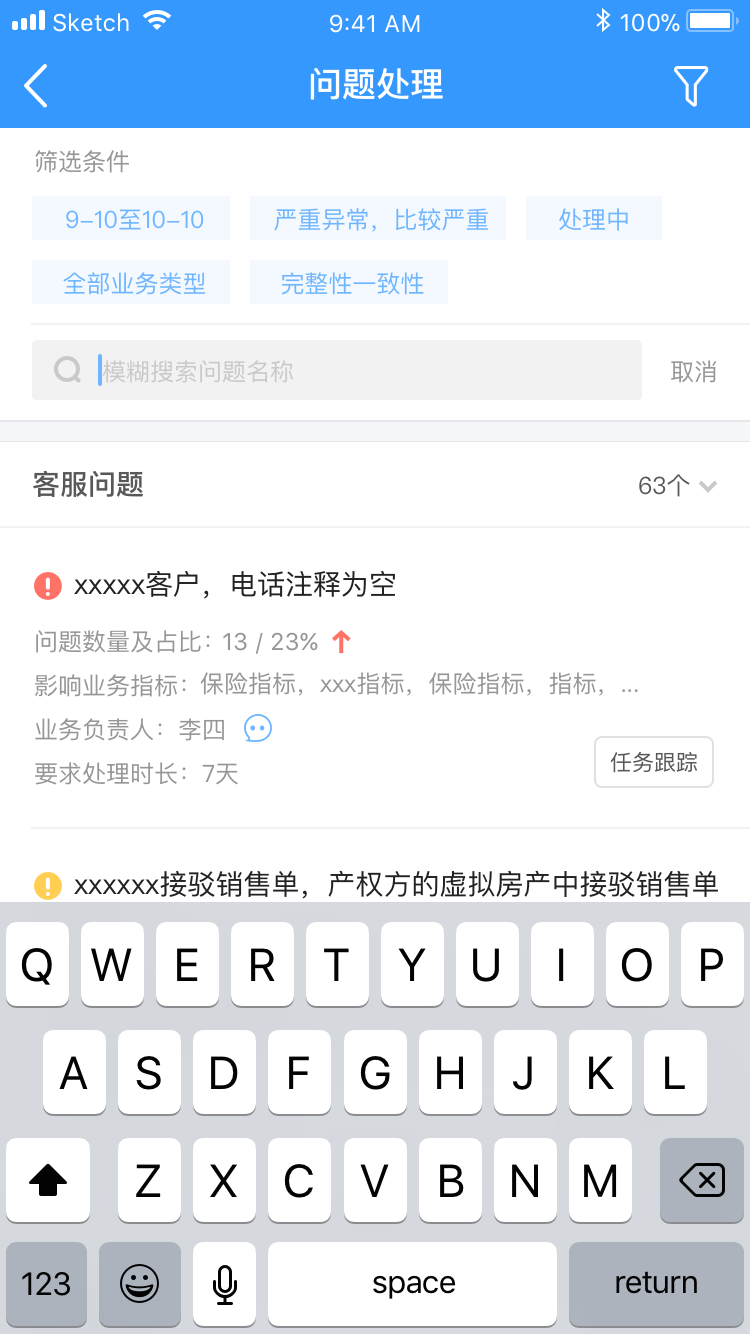 Sketch 9:41 AM 100%
问题处理
筛选条件
9-10至10-10 严重异常，比较严重 处理中
全部业务类型 完整性一致性
模糊搜索问题名称 取消
客服问题 63个
xxxxx客户，电话注释为空
问题数量及占比：13 / 23%
影响业务指标：保险指标，xxx指标，保险指标，指标，...
业务负责人：李四
要求处理时长：7天
任务跟踪
xxxxxx接驳销售单，产权方的虚拟房产中接驳销售单
Q W E R T Y U I O P
A S D F G H J K L
Z X C V B N M
123 space return